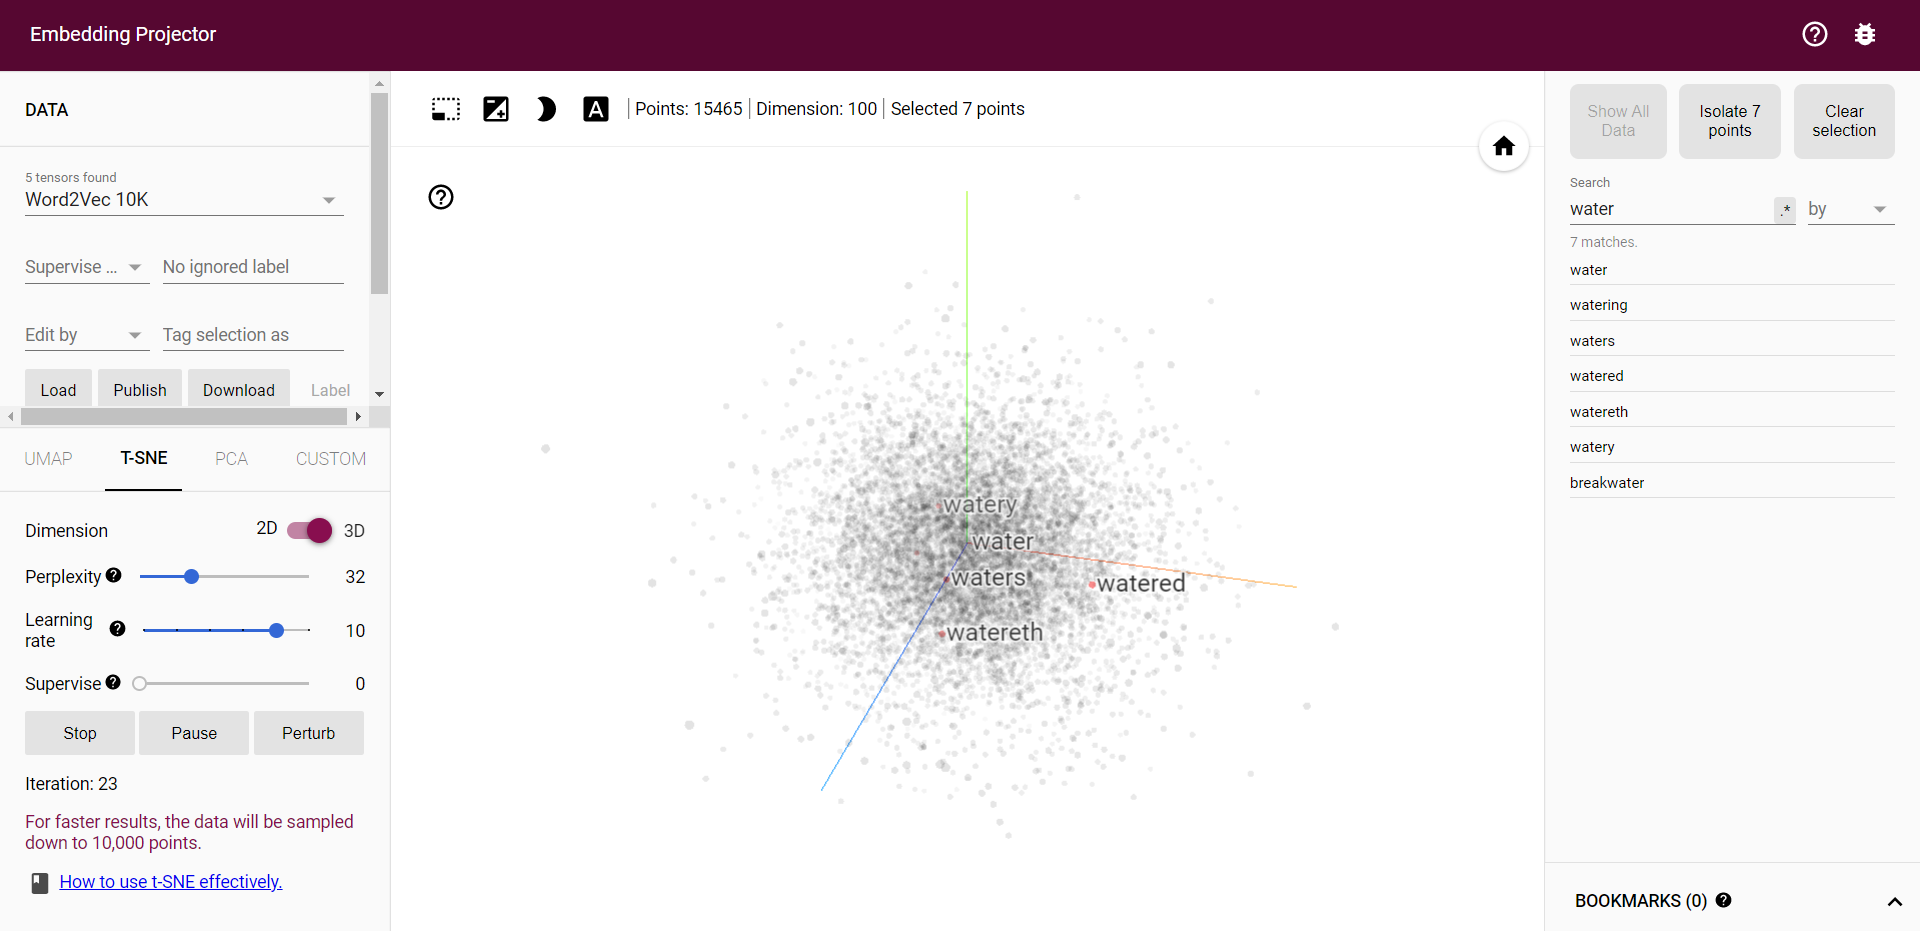 Embedding Projector
DATA
5 tensors found
Word2Vec 10K
Supervise ... No ignored label
Edit by Tag selection as
Load Publish Download Label
UMAP T-SNE PCA CUSTOM
Dimension 2D 3D
Perplexity 32
Learning
rate 10
Supervise 0
Stop Pause Perturb
Iteration: 23
For faster results, the data will be sampled
down to 10,000 points.
How to use t-SNE effectively.
A | Points: 15465 | Dimension: 100 | Selected 7 points
watery
water
waters
watered
watereth
Show All
Data
Isolate 7
points
Clear
selection
Search
water .* by
7 matches.
water
watering
waters
watered
watereth
watery
breakwater
BOOKMARKS (0)